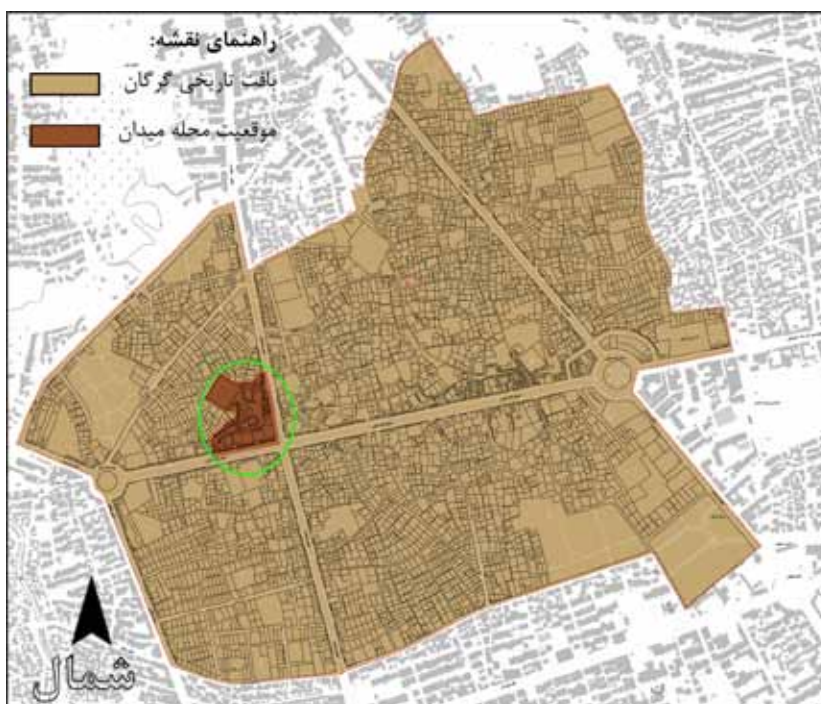 راهنمای نقشه:
بافت تاریخی گرگان
موقعیت محله میدان
شمال